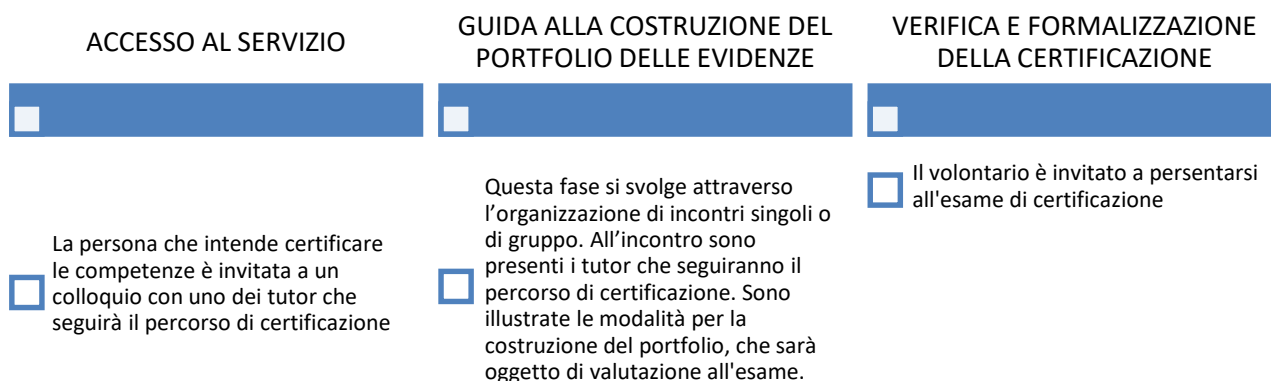 ACCESSO AL SERVIZIO
La persona che intende certificare
le competenze è invitata a un
colloquio con uno dei tutor che
seguirà il percorso di certificazione
GUIDA ALLA COSTRUZIONE DEL
PORTFOLIO DELLE EVIDENZE
Questa fase si svolge attraverso
l’organizzazione di incontri singoli o
di gruppo. All’incontro sono
presenti i tutor che seguiranno il
percorso di certificazione. Sono
illustrate le modalità per la
costruzione del portfolio, che sarà
oggetto di valutazione all'esame.
VERIFICA E FORMALIZZAZIONE
DELLA CERTIFICAZIONE
Il volontario è invitato a persentarsi
all'esame di certificazione